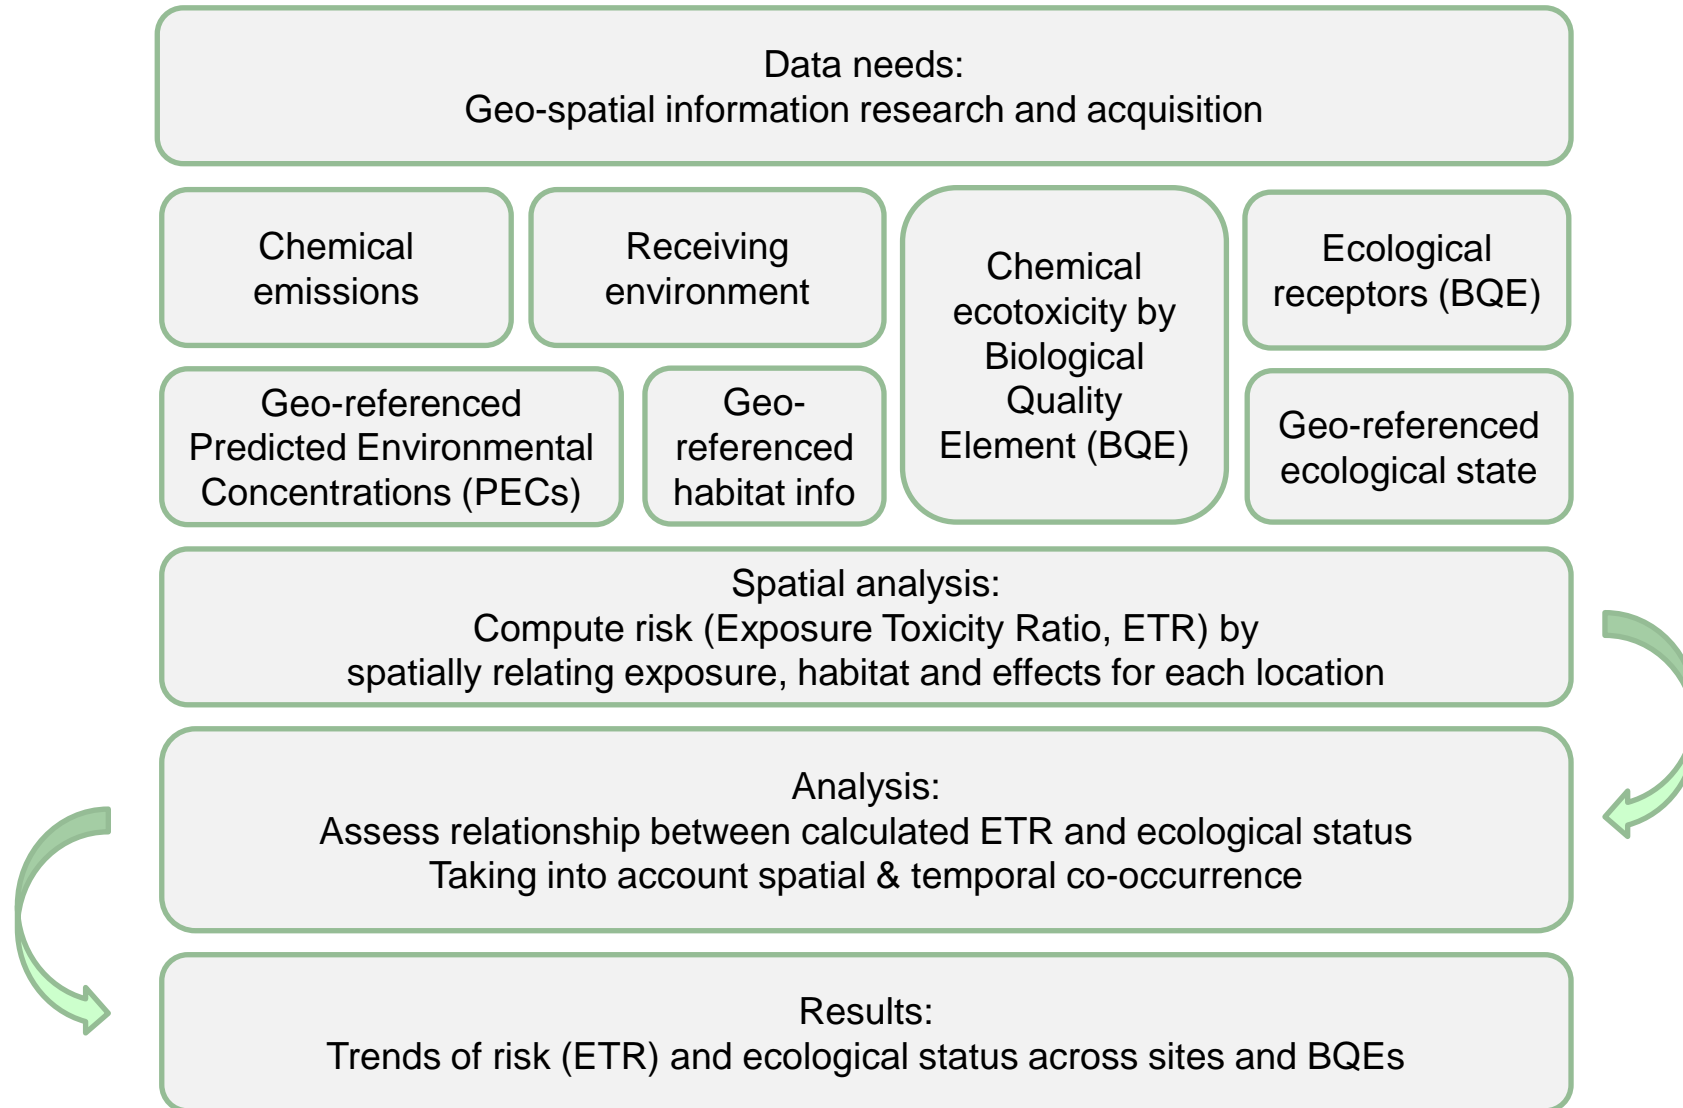 Data needs:
Geo-spatial information research and acquisition
Chemical
emissions
Receiving
environment
Chemical
ecotoxicity by
Biological
Quality
Element (BQE)
Ecological
receptors (BQE)
Geo-referenced
Predicted Environmental
Concentrations (PECs)
Geo-
referenced
habitat info
Geo-referenced
ecological state
Spatial analysis:
Compute risk (Exposure Toxicity Ratio, ETR) by
spatially relating exposure, habitat and effects for each location
Analysis:
Assess relationship between calculated ETR and ecological status
Taking into account spatial & temporal co-occurrence
Results:
Trends of risk (ETR) and ecological status across sites and BQEs